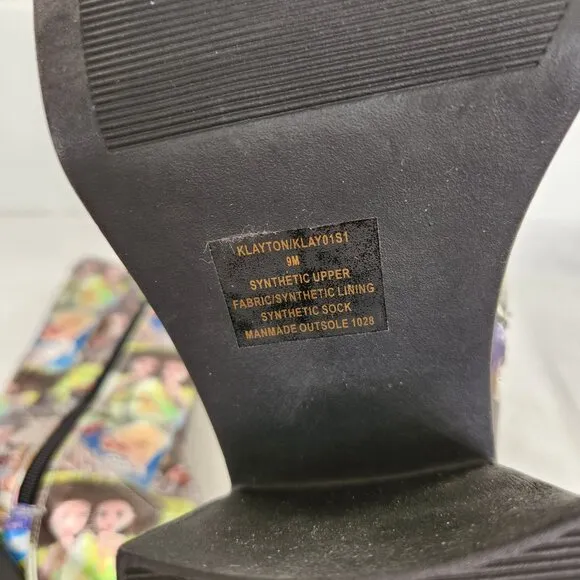 KLAYTON/KLAY01S1
9M
SYNTHETIC UPPER
FABRIC/SYNTHETIC LINING
SYNTHETIC SOCK
MANMADE OUTSOLE 1028